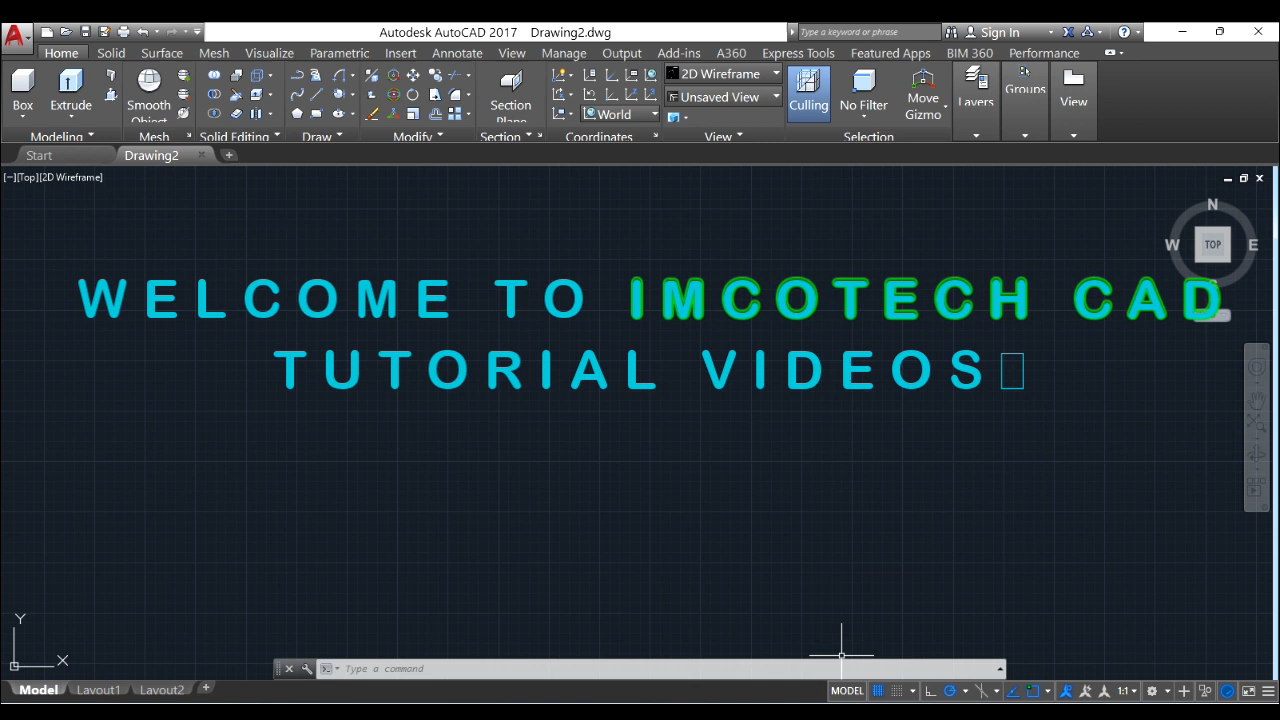 Autodesk AutoCAD 2017 Drawing2.dwg
Type a keyword or phrase
Sign In
Home Solid Surface Mesh Visualize Parametric Insert Annotate View Manage Output Add-ins A360 Express Tools Featured Apps BIM 360 Performance
Box Extrude Smooth Object Section Plane
2D Wireframe
Unsaved View
World
Culling No Filter Move Gizmo Layers Groups View
Modeling Mesh Solid Editing Draw Modify Section Coordinates View Selection
Start Drawing2
[−][Top][2D Wireframe]
N
W TOP E
WELCOME TO IMCOTECH CAD
TUTORIAL VIDEOS
Y
X
Type a command
Model Layout1 Layout2
MODEL 1:1